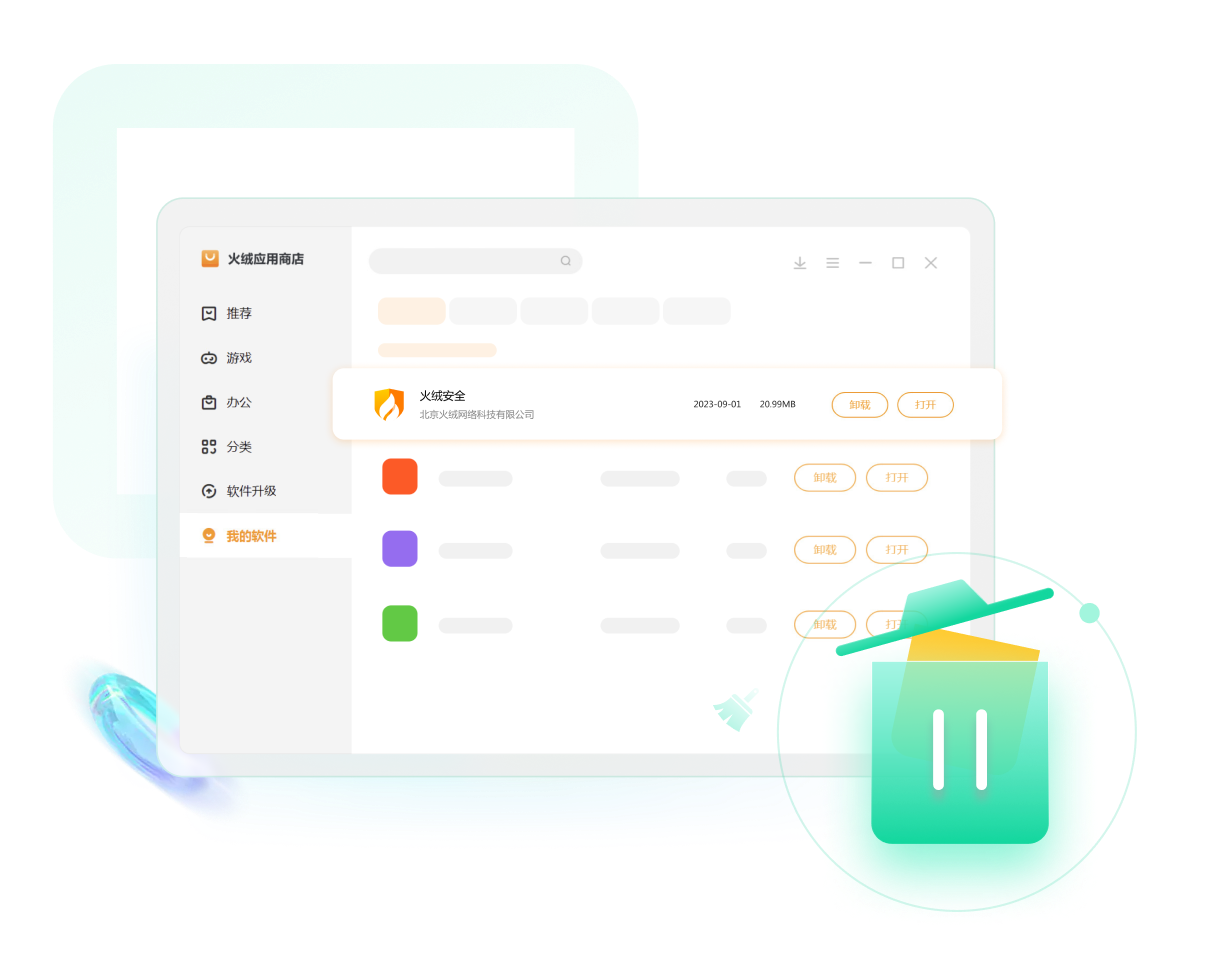 火绒应用商店
推荐
游戏
办公
分类
软件升级
我的软件
火绒安全
北京火绒网络科技有限公司
2023-09-01 20.99MB 卸载 打开
卸载 打开
卸载 打开
卸载 打开